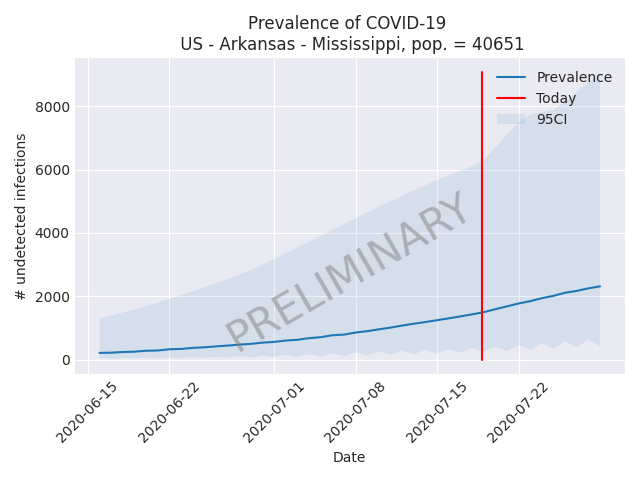 Prevalence of COVID-19
US - Arkansas - Mississippi, pop. = 40651
Prevalence
Today
95CI
8000
6000
4000
2000
0
# undetected infections
PRELIMINARY
2020-06-15
2020-06-22
2020-07-01
2020-07-08
2020-07-15
2020-07-22
Date